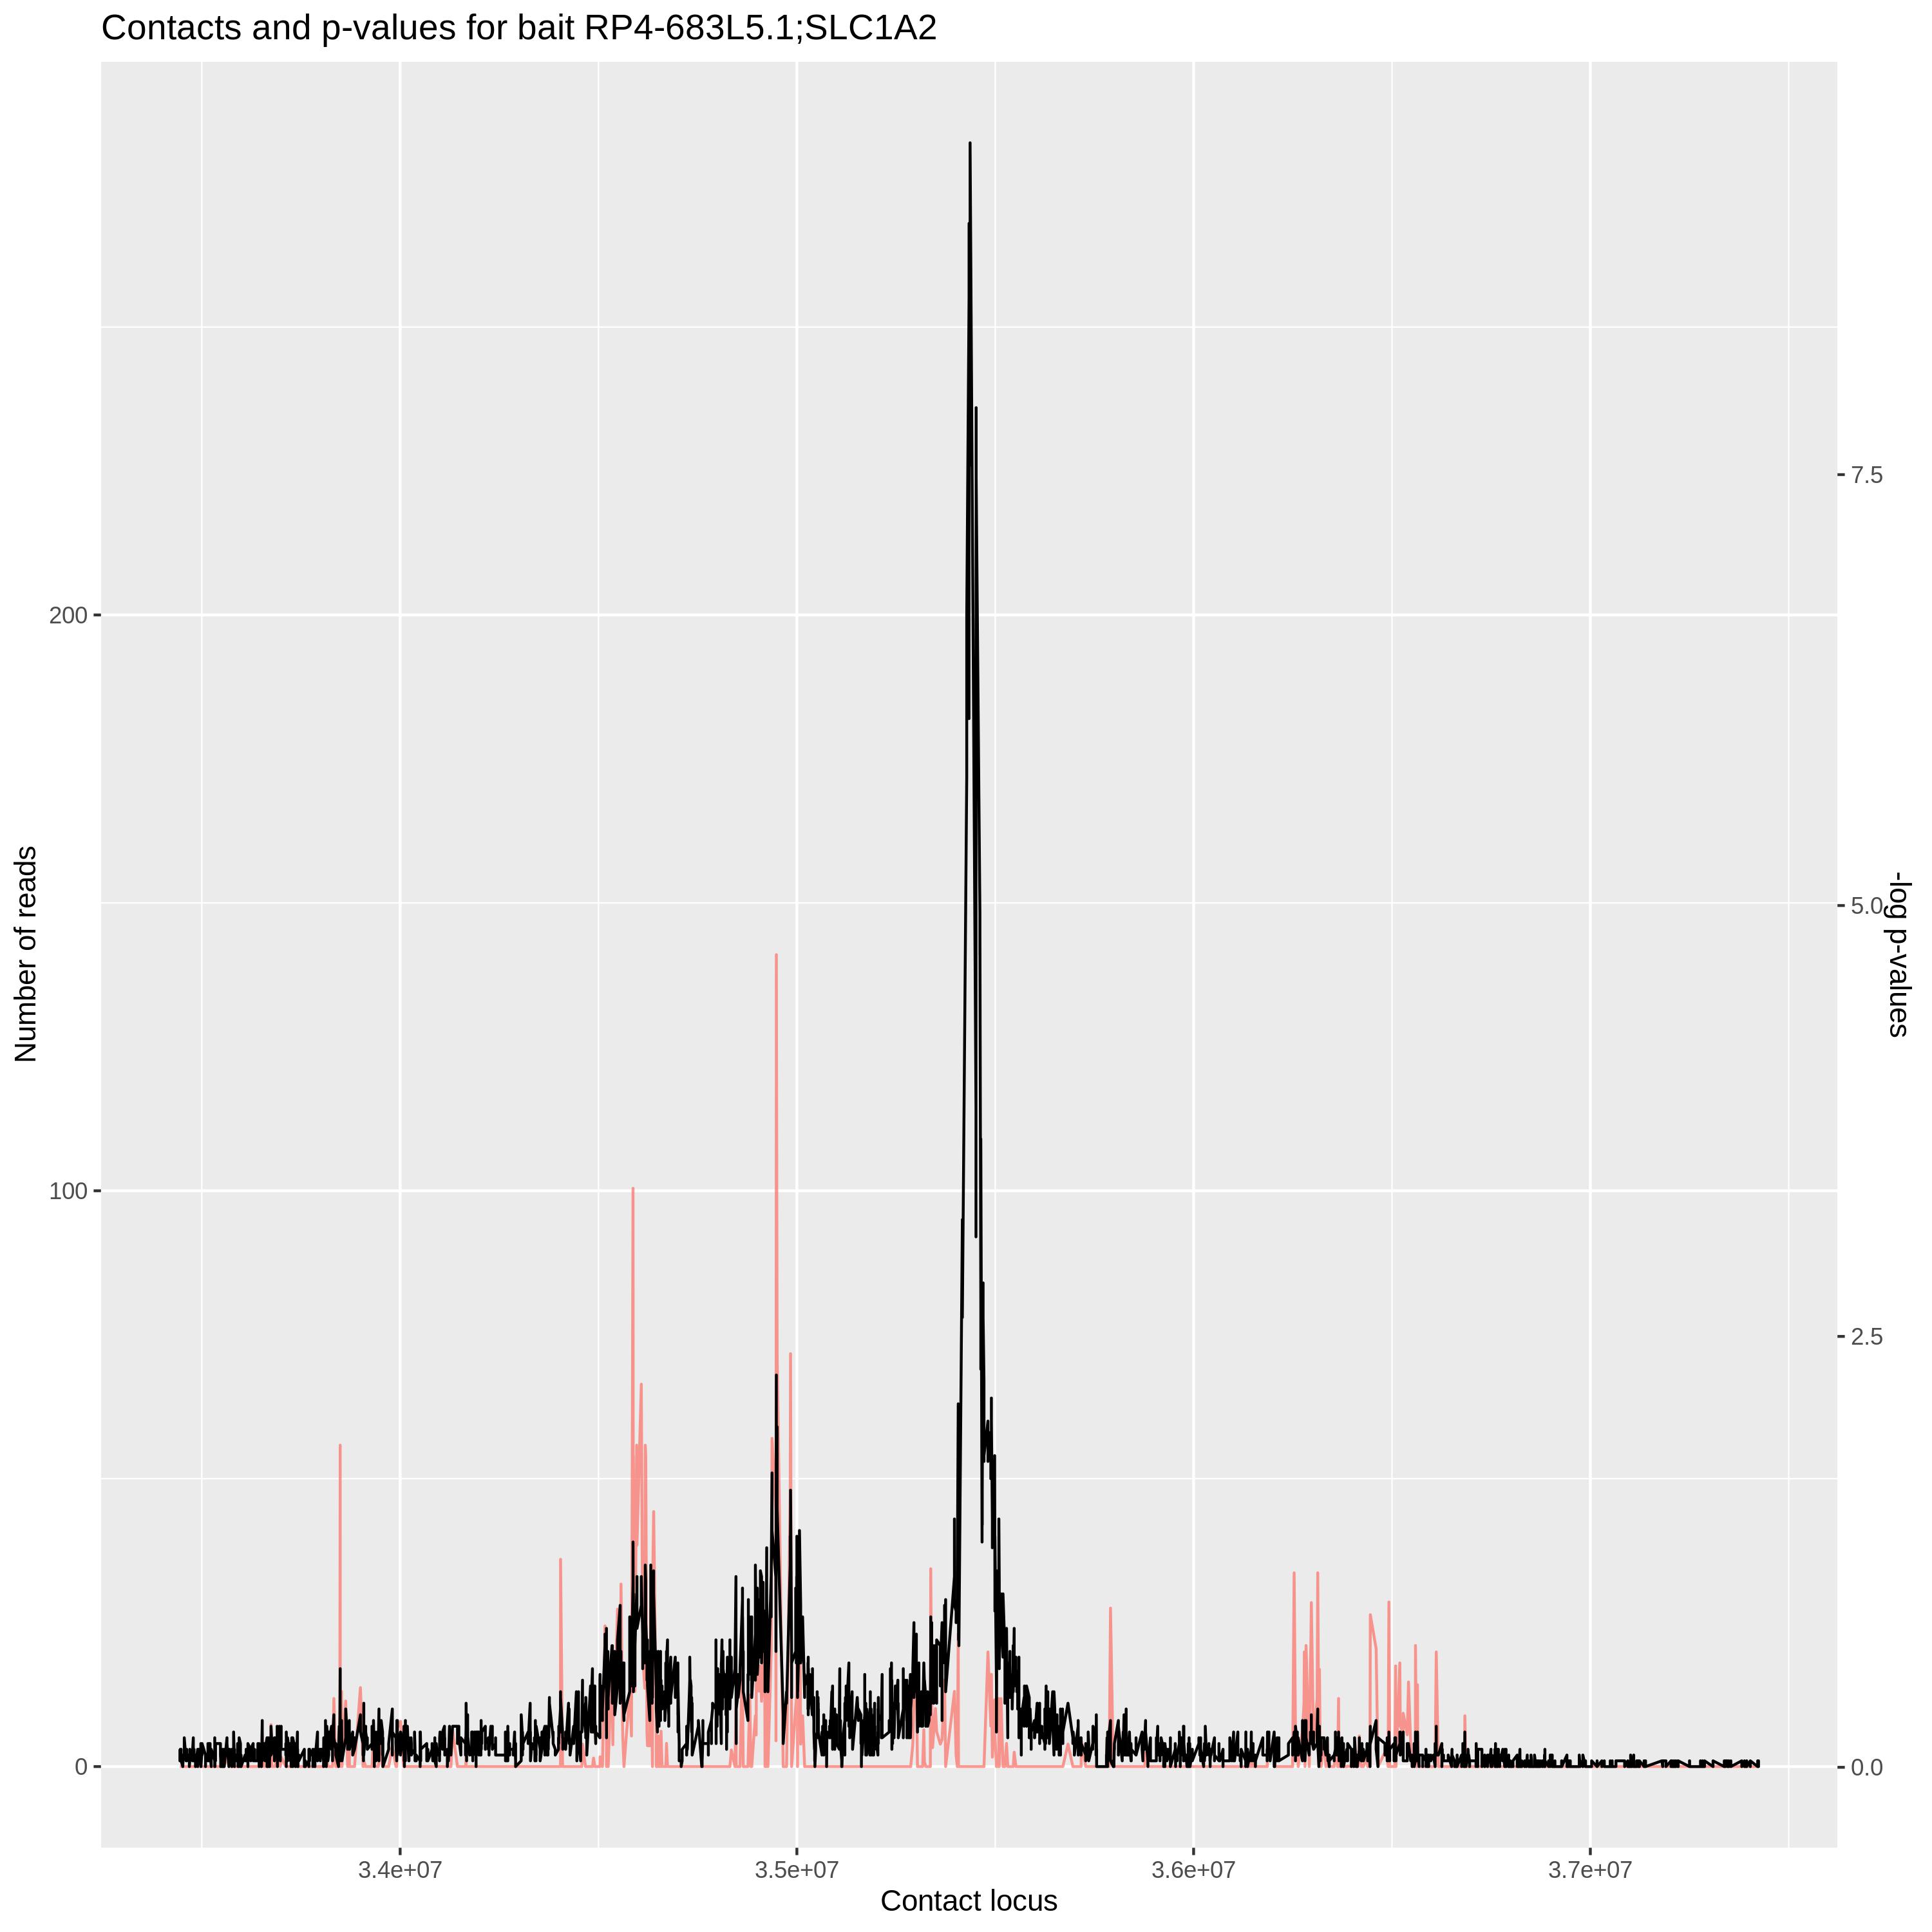 Contacts and p-values for bait RP4-683L5.1;SLC1A2
Number of reads
200
100
0
7.5
5.0
2.5
0.0
-log p-values
3.4e+07 3.5e+07 3.6e+07 3.7e+07
Contact locus